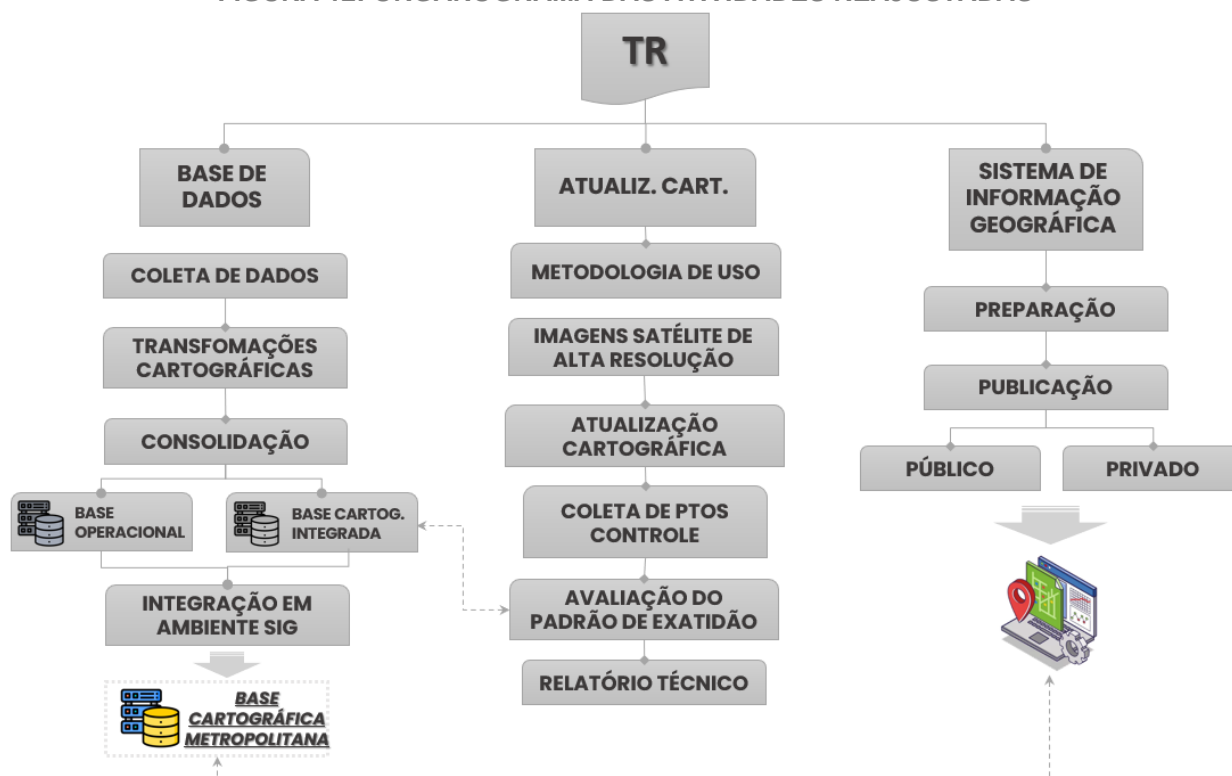 TR
BASE DE
DADOS
ATUALIZ. CART.
SISTEMA DE
INFORMAÇÃO
GEOGRÁFICA
COLETA DE DADOS
TRANSFOMAÇÕES
CARTOGRÁFICAS
CONSOLIDAÇÃO
BASE
OPERACIONAL
BASE CARTOG.
INTEGRADA
INTEGRAÇÃO EM
AMBIENTE SIG
BASE
CARTOGRÁFICA
METROPOLITANA
METODOLOGIA DE USO
IMAGENS SATÉLITE DE
ALTA RESOLUÇÃO
ATUALIZAÇÃO
CARTOGRÁFICA
COLETA DE PTOS
CONTROLE
AVALIAÇÃO DO
PADRÃO DE EXATIDÃO
RELATÓRIO TÉCNICO
PREPARAÇÃO
PUBLICAÇÃO
PÚBLICO
PRIVADO